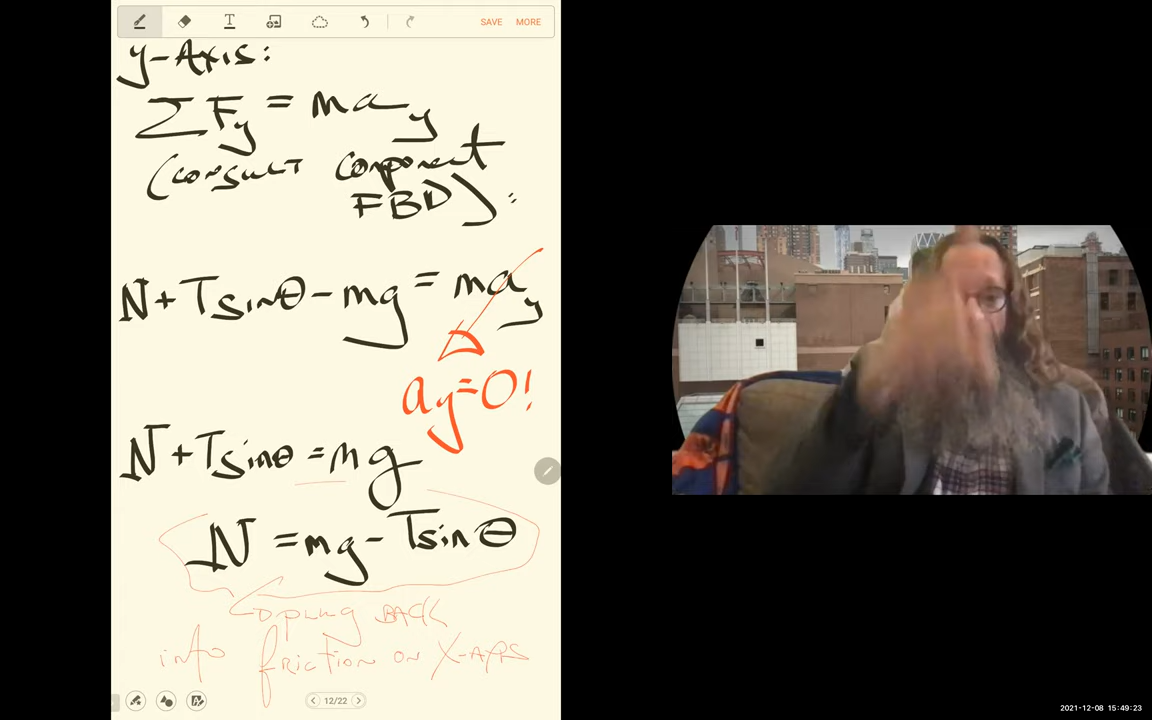 SAVE MORE
y-Axis:
ΣFy = may
(consult component
FBD):
N+Tsinθ-mg = may
ay=0!
N+Tsinθ=mg
N=mg-Tsinθ
BACK
into friction on X-AXIS
12/22
2021-12-08 15:49:23